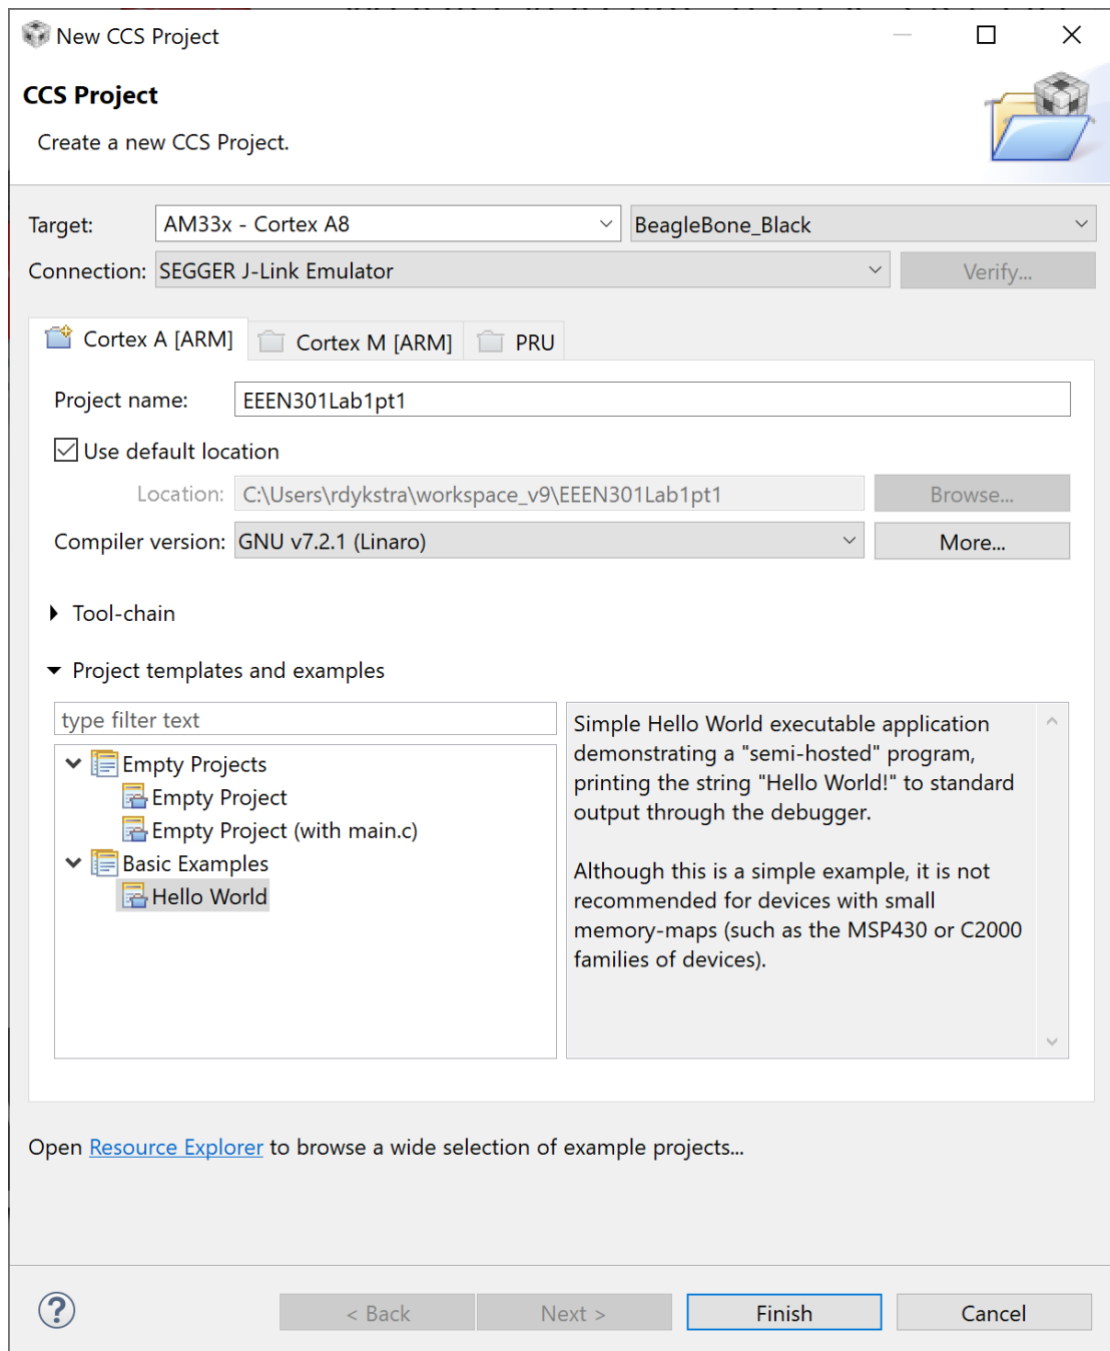 New CCS Project
CCS Project
Create a new CCS Project.
Target: AM33x - Cortex A8 BeagleBone_Black
Connection: SEGGER J-Link Emulator Verify...
Cortex A [ARM] Cortex M [ARM] PRU
Project name: EEEN301Lab1pt1
Use default location
Location: C:\Users\rdykstra\workspace_v9\EEEN301Lab1pt1 Browse...
Compiler version: GNU v7.2.1 (Linaro) More...
Tool-chain
Project templates and examples
type filter text
Empty Projects
Empty Project
Empty Project (with main.c)
Basic Examples
Hello World
Simple Hello World executable application
demonstrating a "semi-hosted" program,
printing the string "Hello World!" to standard
output through the debugger.
Although this is a simple example, it is not
recommended for devices with small
memory-maps (such as the MSP430 or C2000
families of devices).
Open Resource Explorer to browse a wide selection of example projects...
? < Back Next > Finish Cancel